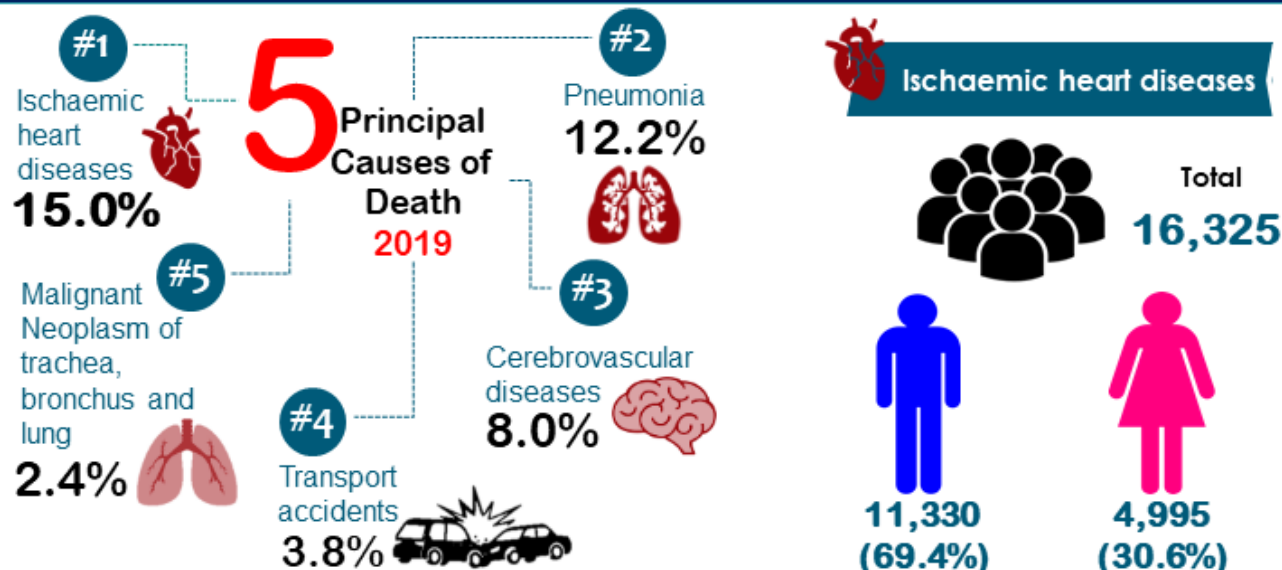 #1
Ischaemic
heart
diseases
15.0%
5
Principal
Causes of
Death
2019
#2
Pneumonia
12.2%
#3
Cerebrovascular
diseases
8.0%
#4
Transport
accidents
3.8%
#5
Malignant
Neoplasm of
trachea,
bronchus and
lung
2.4%
Ischaemic heart diseases
Total
16,325
11,330
(69.4%)
4,995
(30.6%)